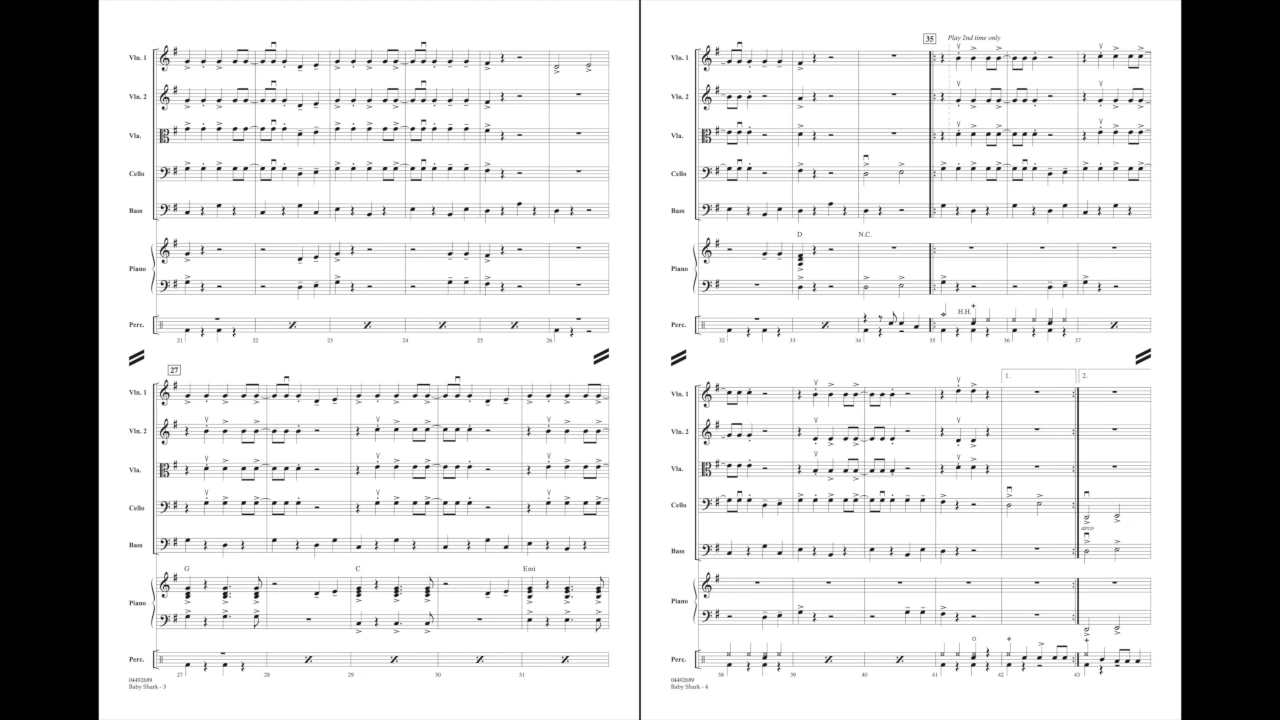 Vln. 1
Vln. 2
Vla.
Cello
Bass
Piano
Perc.
21 22 23 24 25 26
27
Vln. 1
Vln. 2
Vla.
Cello
Bass
G C Emi
Piano
Perc.
27 28 29 30 31
04492689
Baby Shark - 3
35 Play 2nd time only
Vln. 1
Vln. 2
Vla.
Cello
Bass
D N.C.
Piano
H.H.
Perc.
32 33 34 35 36 37
1. 2.
Vln. 1
Vln. 2
Vla.
Cello
arco
Bass
Piano
Perc.
38 39 40 41 42 43
04492689
Baby Shark - 4